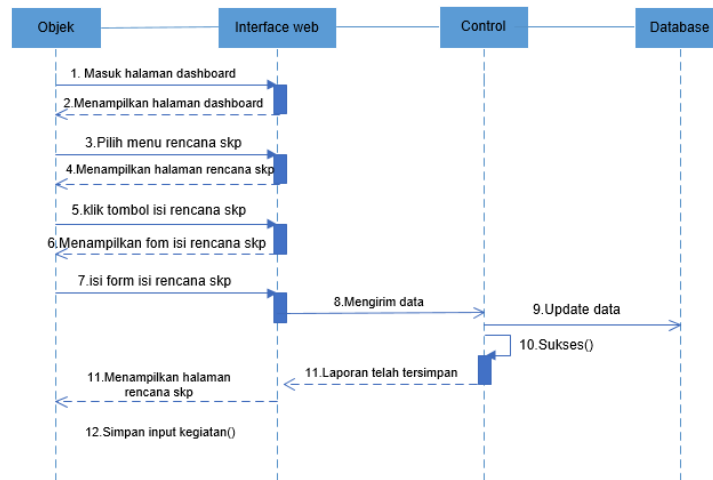 Objek
Interface web
Control
Database
1. Masuk halaman dashboard
2.Menampilkan halaman dashboard
3.Pilih menu rencana skp
4.Menampilkan halaman rencana skp
5.klik tombol isi rencana skp
6.Menampilkan fom isi rencana skp
7.isi form isi rencana skp
8.Mengirim data
9.Update data
10.Sukses()
11.Laporan telah tersimpan
11.Menampilkan halaman
rencana skp
12.Simpan input kegiatan()